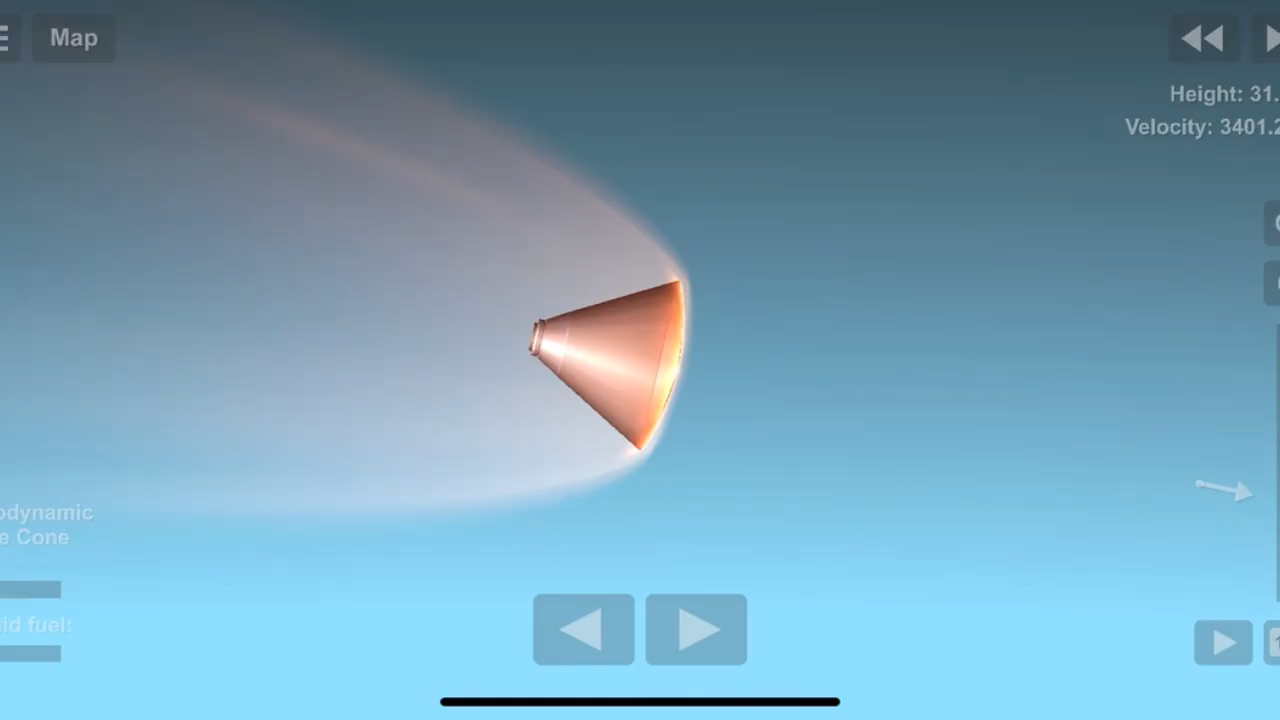 Map
Height: 31.
Velocity: 3401.2
odynamic
e Cone
id fuel: